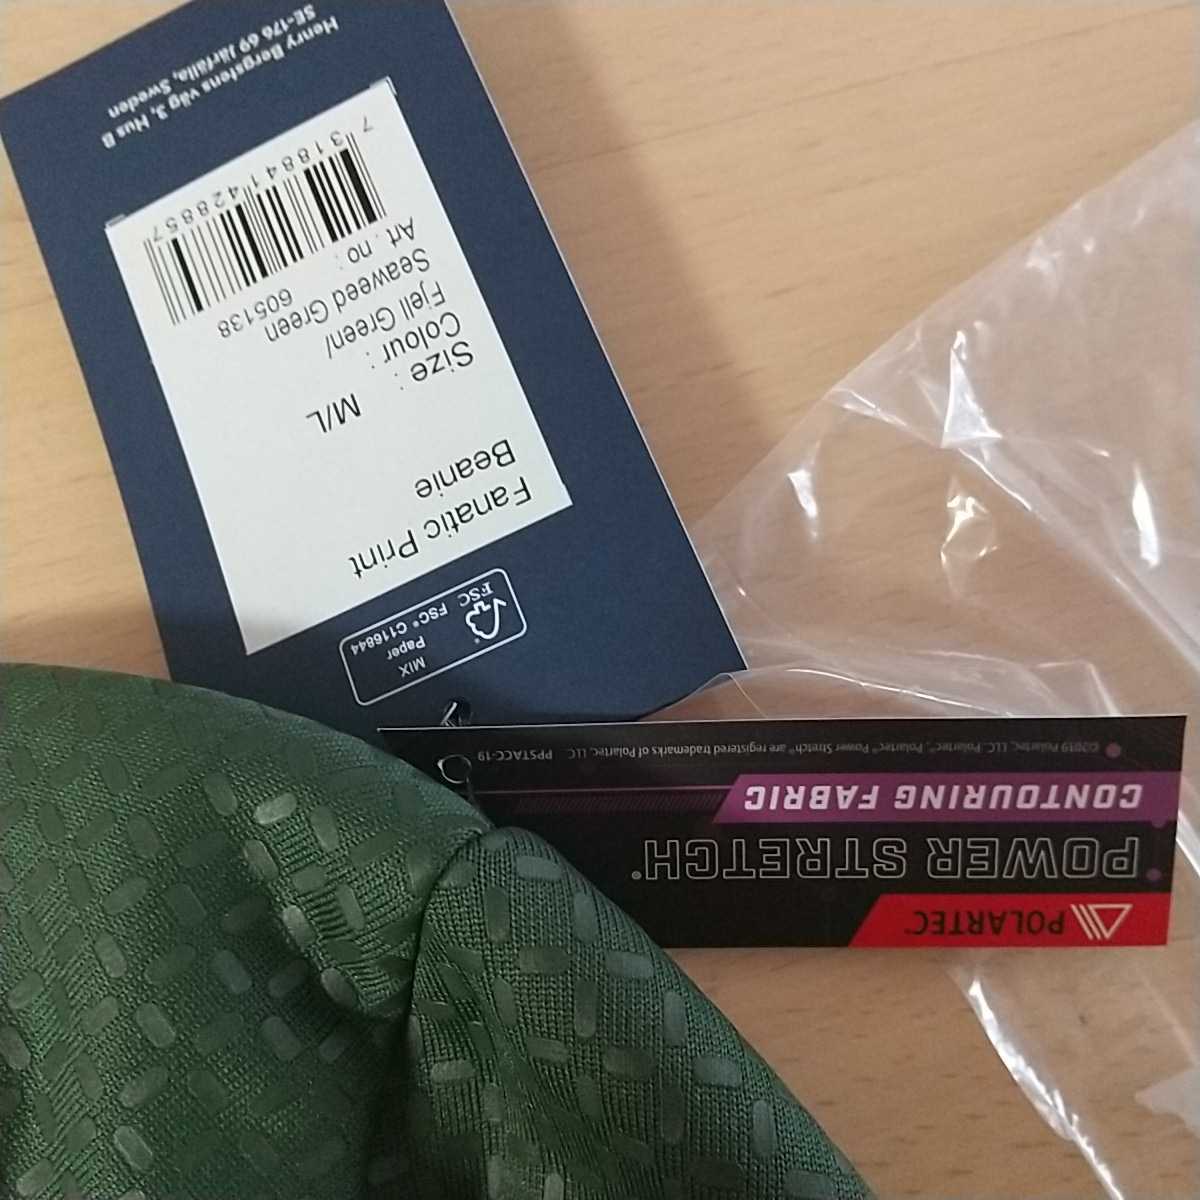 MIX
Paper
FSC FSC® C116844
Fanatic Print
Beanie
Size : M/L
Colour :
Fjell Green/
Seaweed Green
Art . no : 605138
7 318841 428857
Henry Bergstens väg 3, Hus B
SE-176 69 Järfälla, Sweden
POLARTEC
POWER STRETCH®
CONTOURING FABRIC
©2019 Polartec, LLC. Polartec®, Polartec® Power Stretch® are registered trademarks of Polartec LLC PPSTACC-19